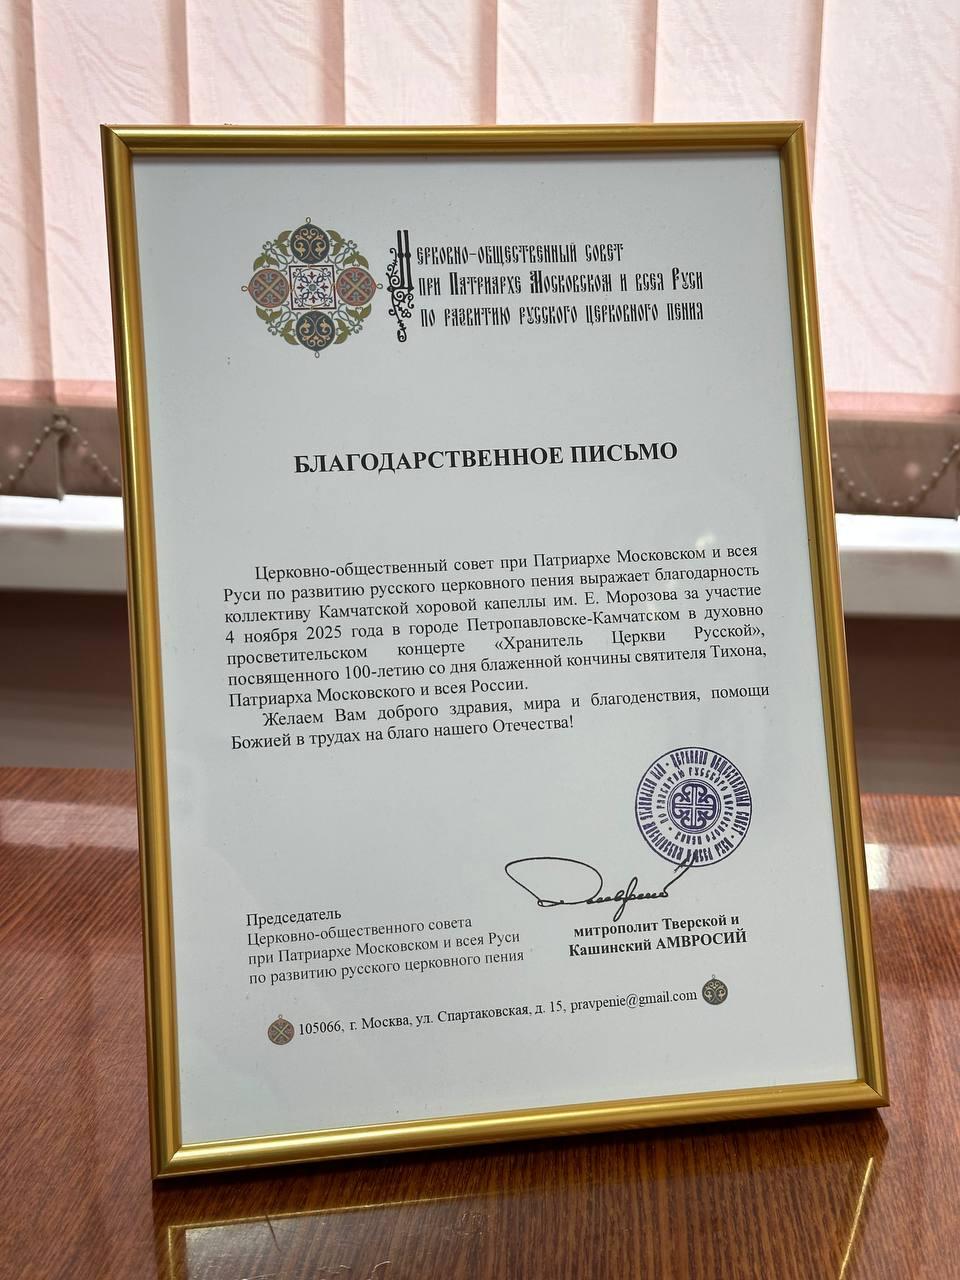 Церковно-общественный совет
при Патриархе Московском и всея Руси
по развитию русского церковного пения
БЛАГОДАРСТВЕННОЕ ПИСЬМО
Церковно-общественный совет при Патриархе Московском и всея
Руси по развитию русского церковного пения выражает благодарность
коллективу Камчатской хоровой капеллы им. Е. Морозова за участие
4 ноября 2025 года в городе Петропавловске-Камчатском в духовно
просветительском концерте «Хранитель Церкви Русской»,
посвященного 100-летию со дня блаженной кончины святителя Тихона,
Патриарха Московского и всея России.
Желаем Вам доброго здравия, мира и благоденствия, помощи
Божией в трудах на благо нашего Отечества!
Председатель
Церковно-общественного совета
при Патриархе Московском и всея Руси
по развитию русского церковного пения
митрополит Тверской и
Кашинский АМВРОСИЙ
105066, г. Москва, ул. Спартаковская, д. 15, pravpenie@gmail.com